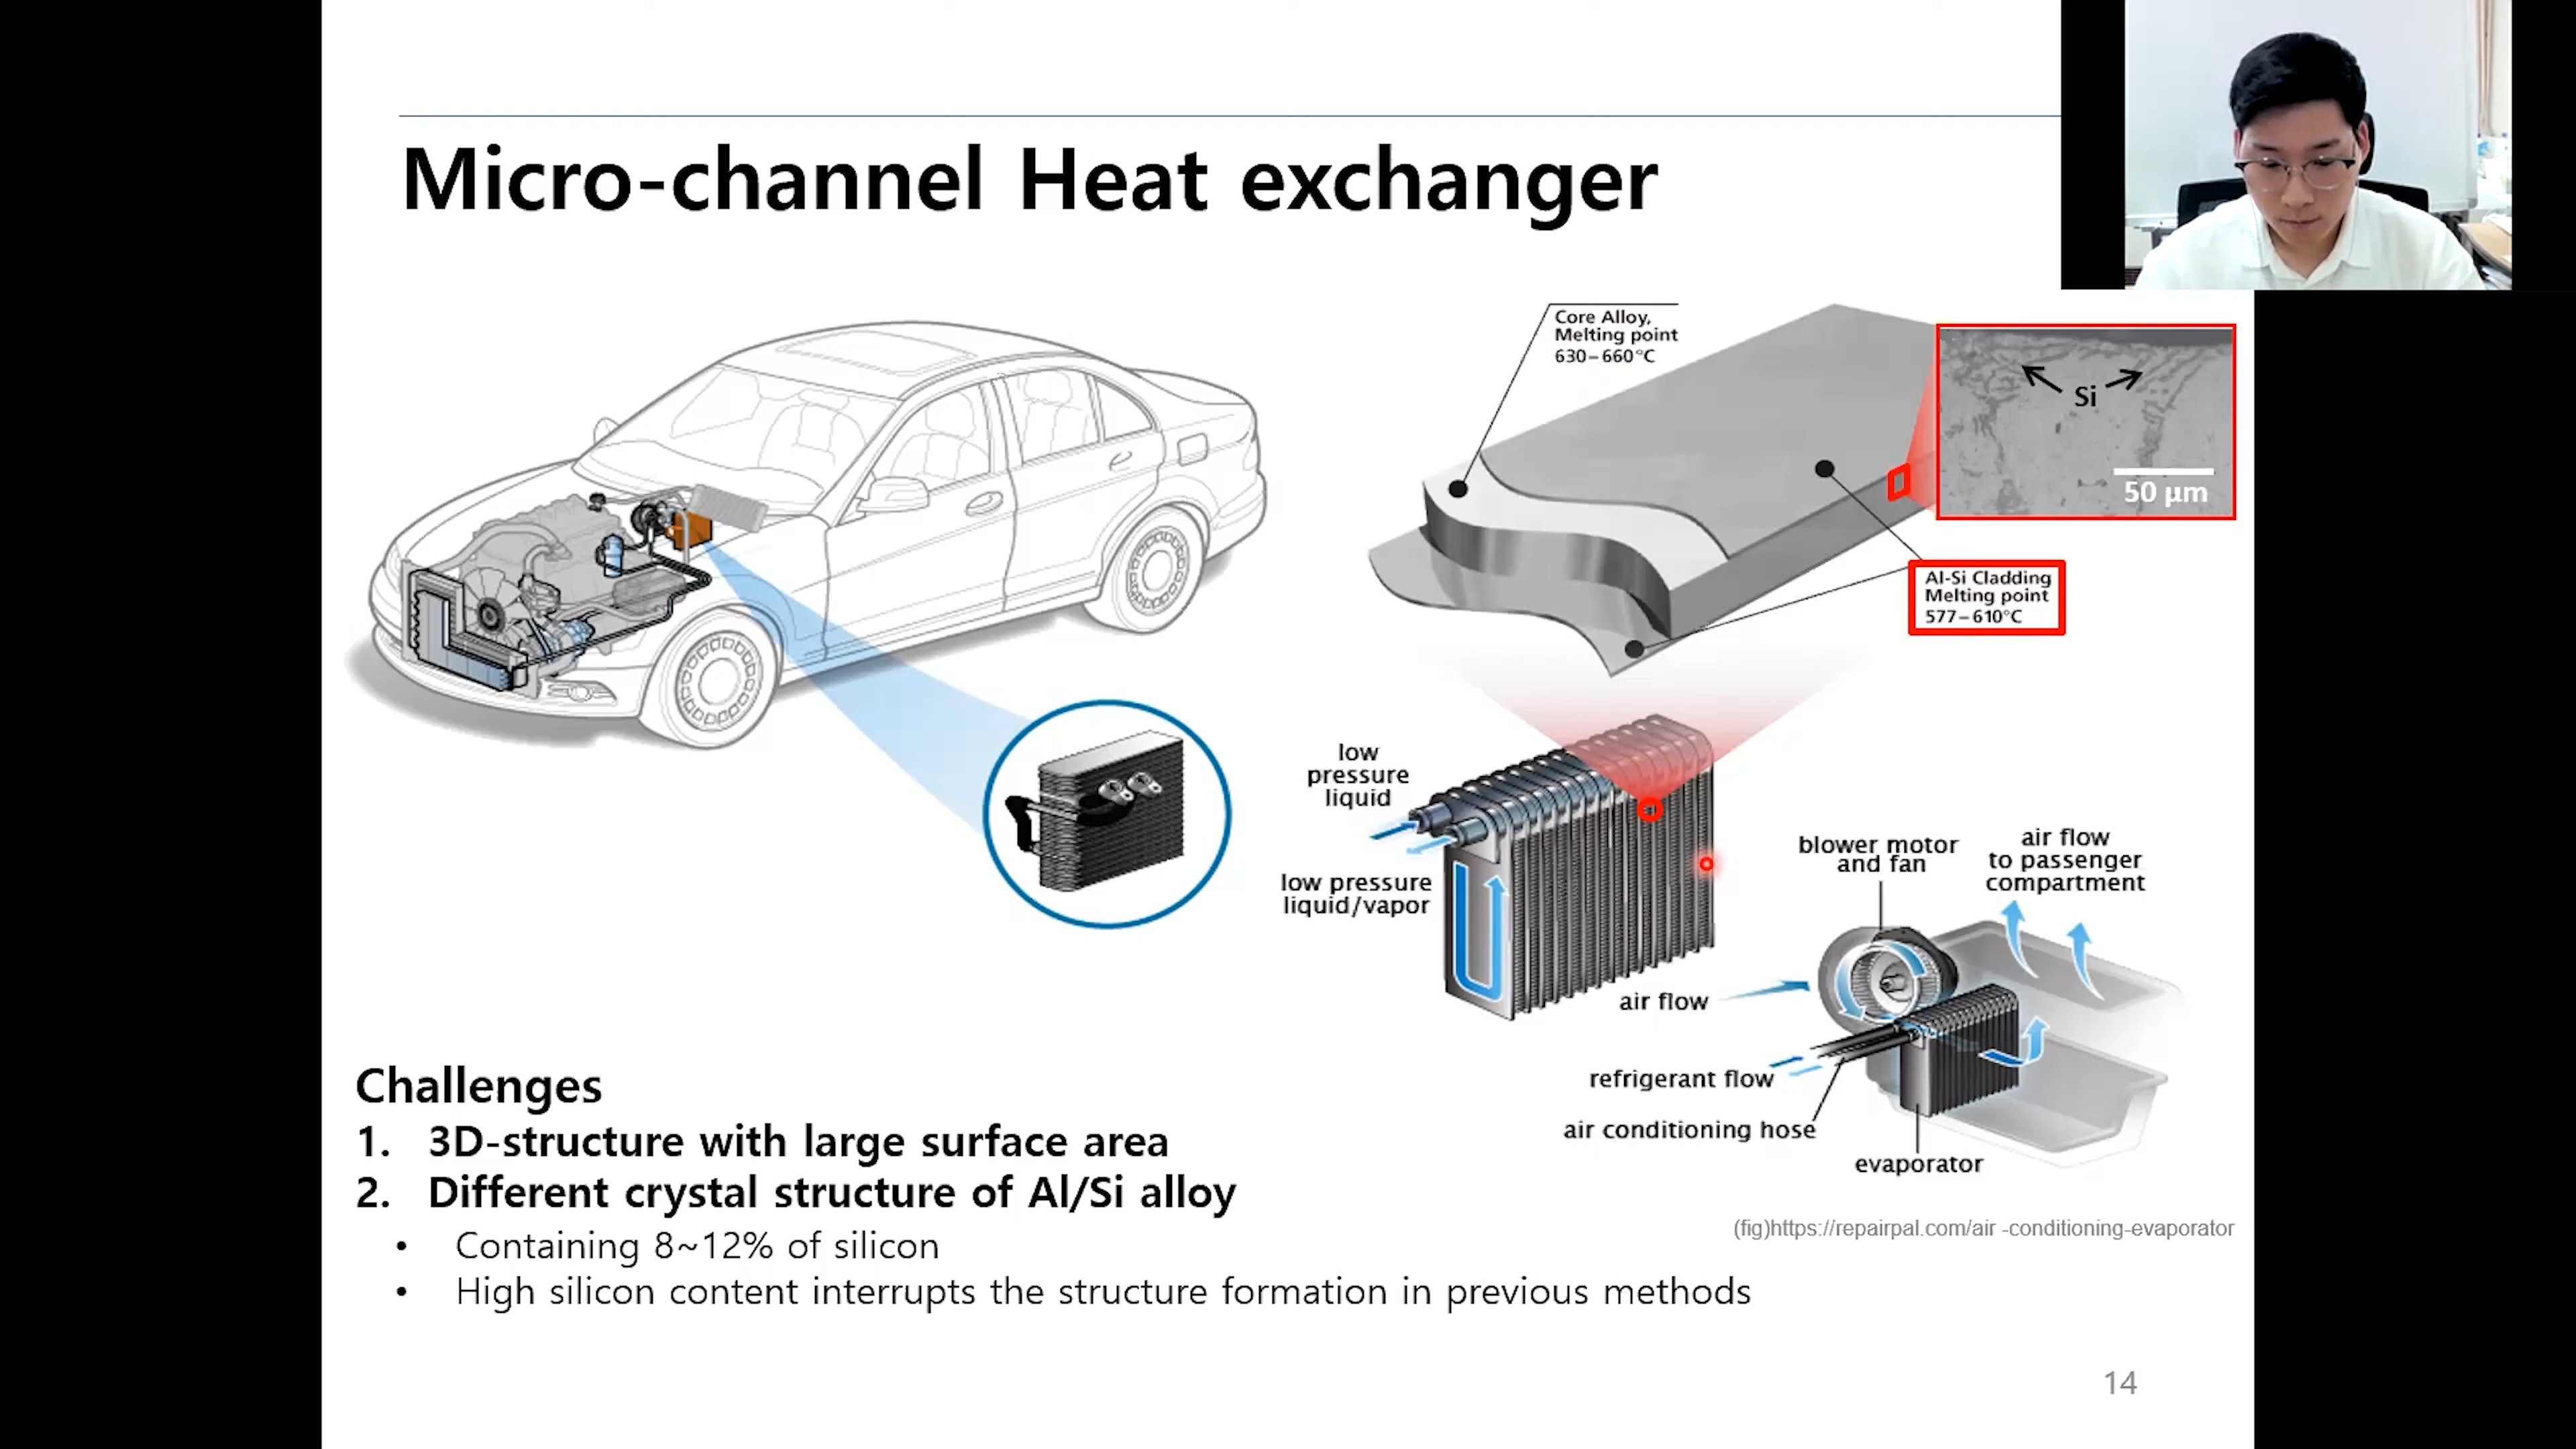 Micro-channel Heat exchanger
Core Alloy,
Melting point
630–660°C
Si
50 µm
Al-Si Cladding
Melting point
577–610°C
low
pressure
liquid
low pressure
liquid/vapor
blower motor
and fan
air flow
to passenger
compartment
air flow
refrigerant flow
air conditioning hose
evaporator
Challenges
1. 3D-structure with large surface area
2. Different crystal structure of Al/Si alloy
• Containing 8~12% of silicon
• High silicon content interrupts the structure formation in previous methods
(fig)https://repairpal.com/air -conditioning-evaporator
14